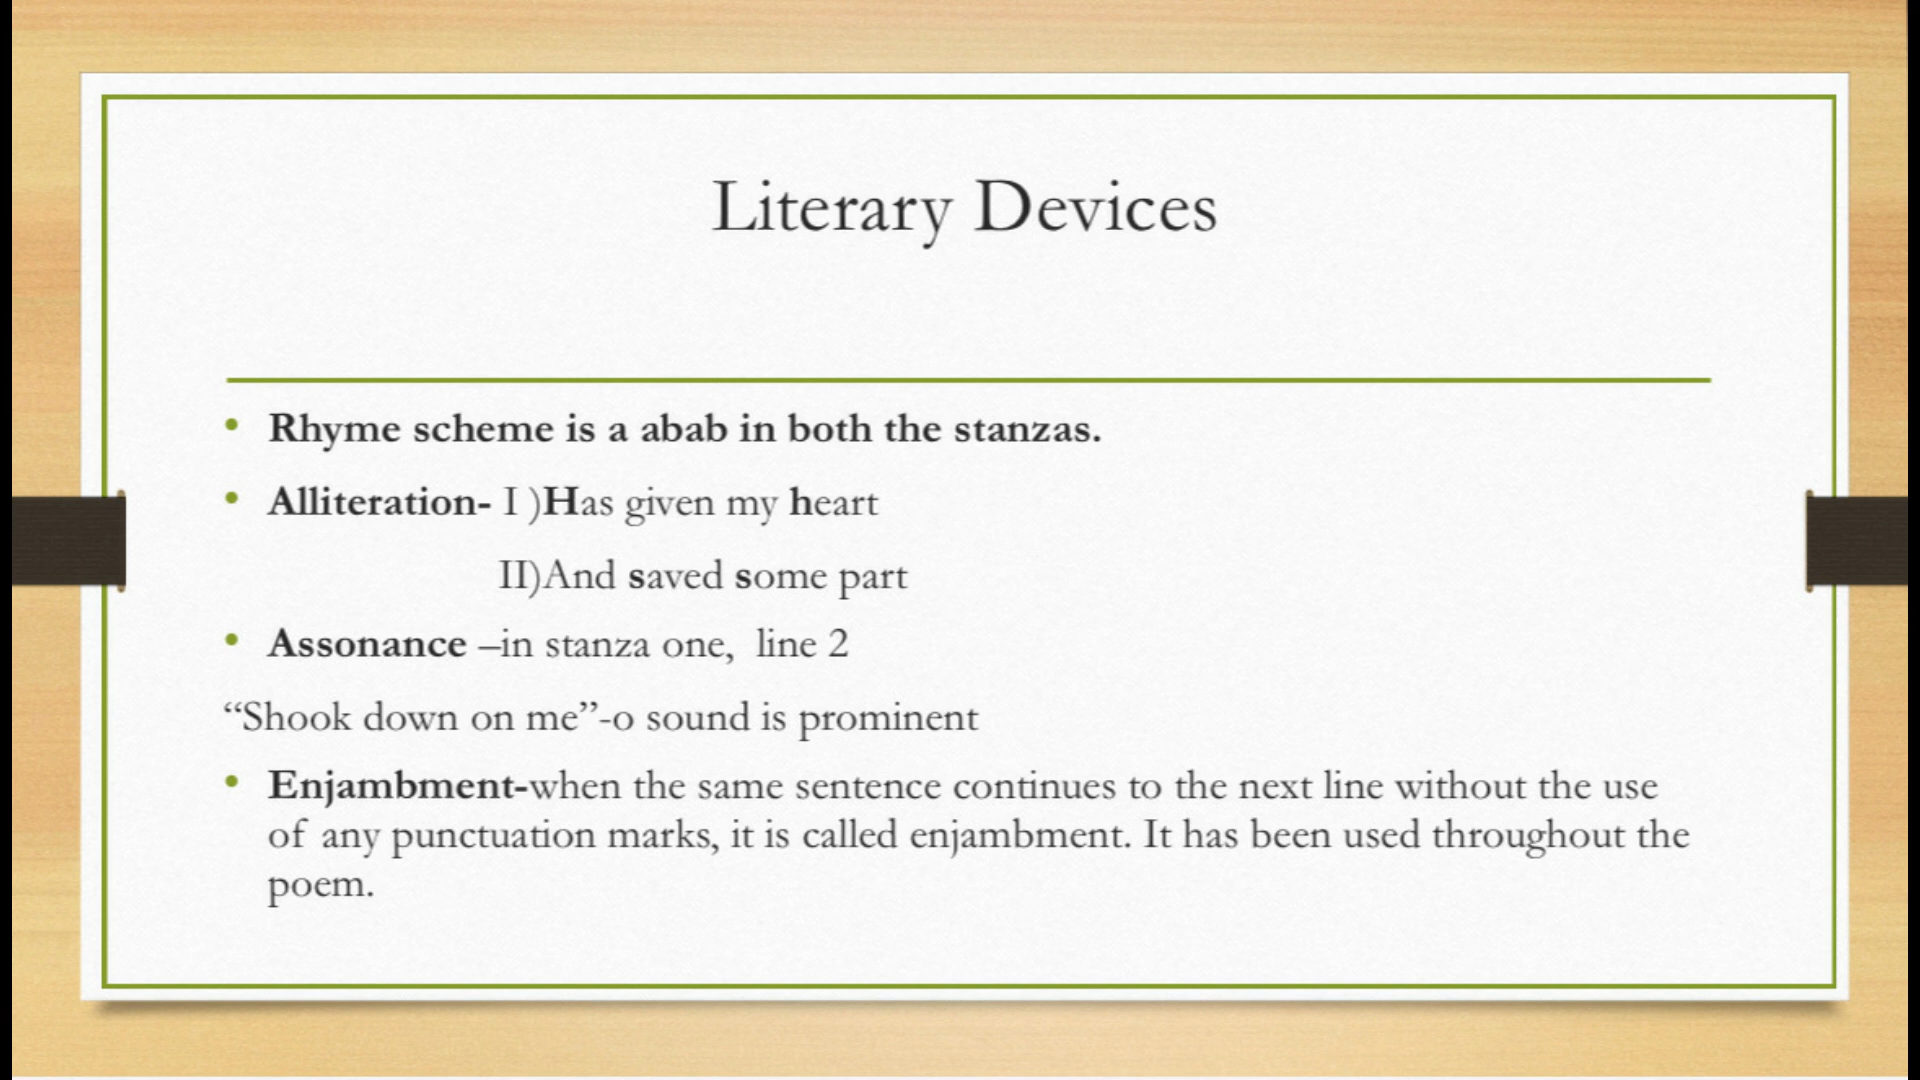 Literary Devices
• Rhyme scheme is a abab in both the stanzas.
• Alliteration- I )Has given my heart
II)And saved some part
• Assonance –in stanza one,  line 2
“Shook down on me”-o sound is prominent
• Enjambment-when the same sentence continues to the next line without the use
of any punctuation marks, it is called enjambment. It has been used throughout the
poem.